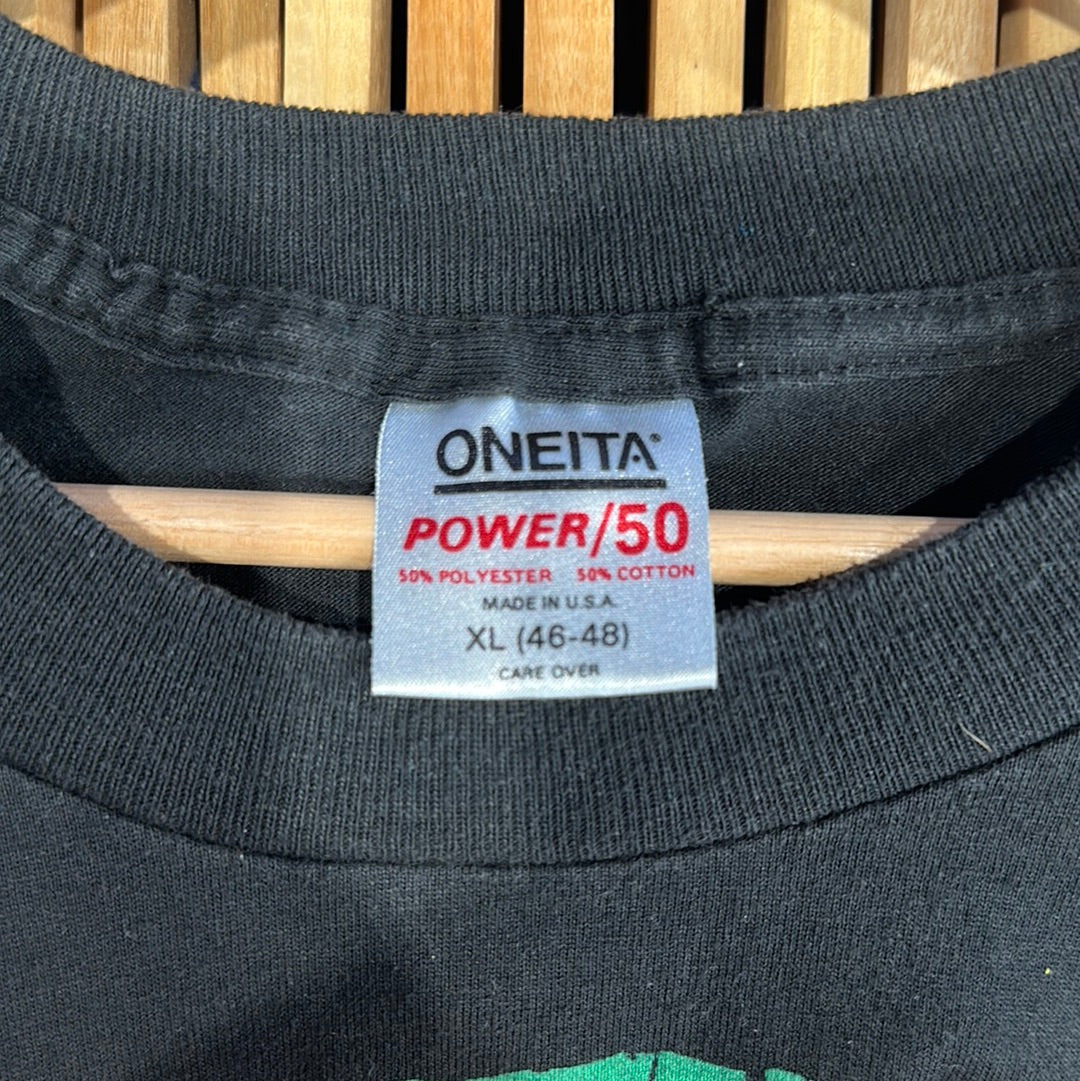 ONEITA®
POWER/50
50% POLYESTER 50% COTTON
MADE IN U.S.A.
XL (46-48)
CARE OVER